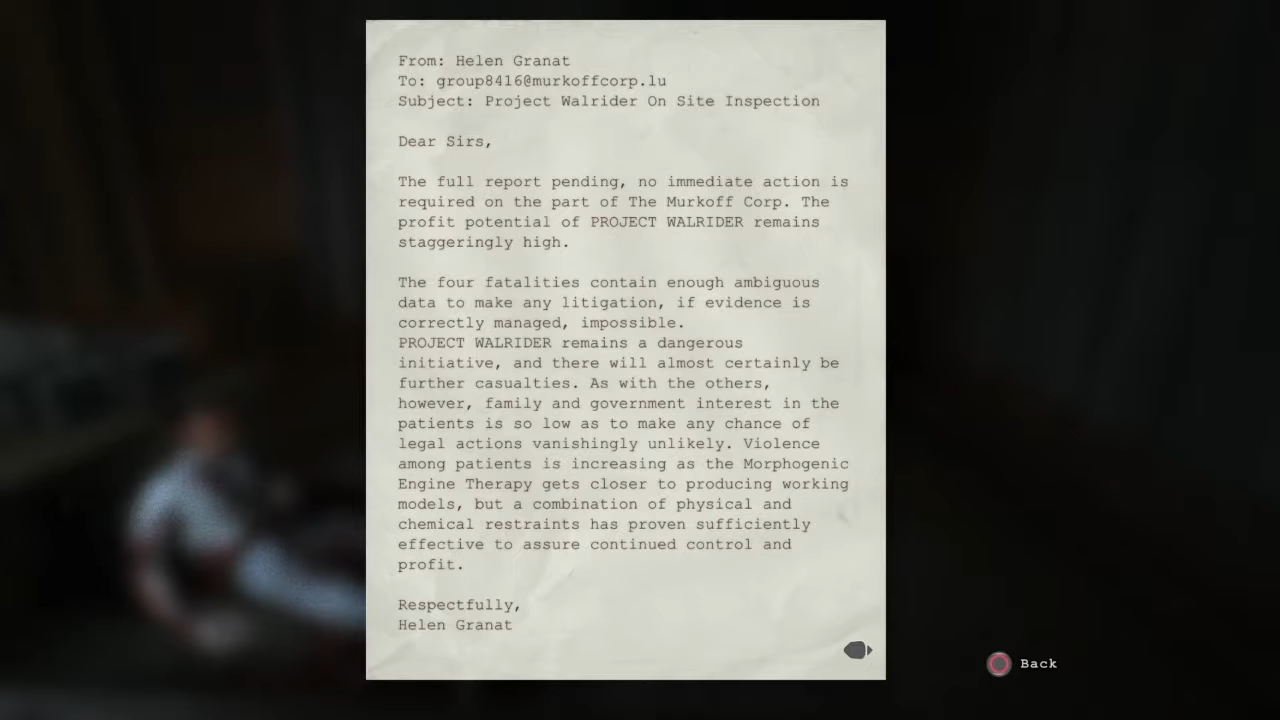 From: Helen Granat
To: group8416@murkoffcorp.lu
Subject: Project Walrider On Site Inspection
Dear Sirs,
The full report pending, no immediate action is
required on the part of The Murkoff Corp. The
profit potential of PROJECT WALRIDER remains
staggeringly high.
The four fatalities contain enough ambiguous
data to make any litigation, if evidence is
correctly managed, impossible.
PROJECT WALRIDER remains a dangerous
initiative, and there will almost certainly be
further casualties. As with the others,
however, family and government interest in the
patients is so low as to make any chance of
legal actions vanishingly unlikely. Violence
among patients is increasing as the Morphogenic
Engine Therapy gets closer to producing working
models, but a combination of physical and
chemical restraints has proven sufficiently
effective to assure continued control and
profit.
Respectfully,
Helen Granat
Back